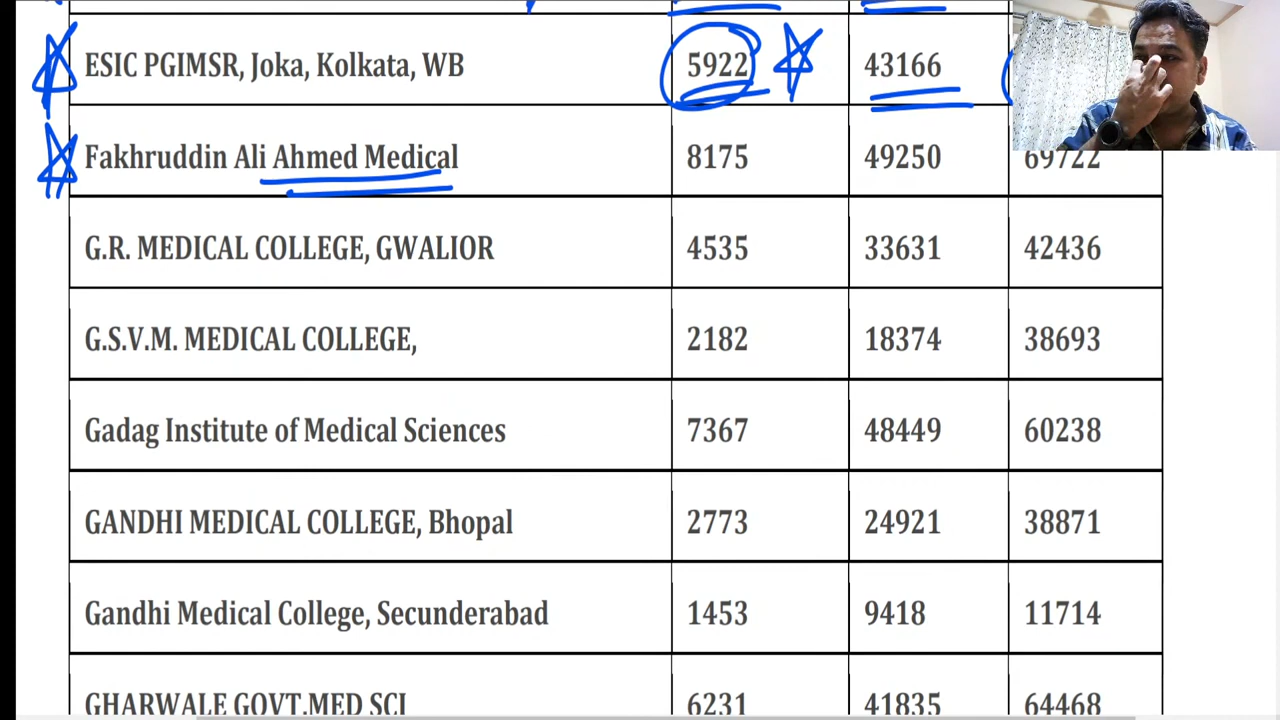 ESIC PGIMSR, Joka, Kolkata, WB 5922 43166
Fakhruddin Ali Ahmed Medical 8175 49250 69722
G.R. MEDICAL COLLEGE, GWALIOR 4535 33631 42436
G.S.V.M. MEDICAL COLLEGE, 2182 18374 38693
Gadag Institute of Medical Sciences 7367 48449 60238
GANDHI MEDICAL COLLEGE, Bhopal 2773 24921 38871
Gandhi Medical College, Secunderabad 1453 9418 11714
GHARWALE GOVT.MED SCI 6231 41835 64468